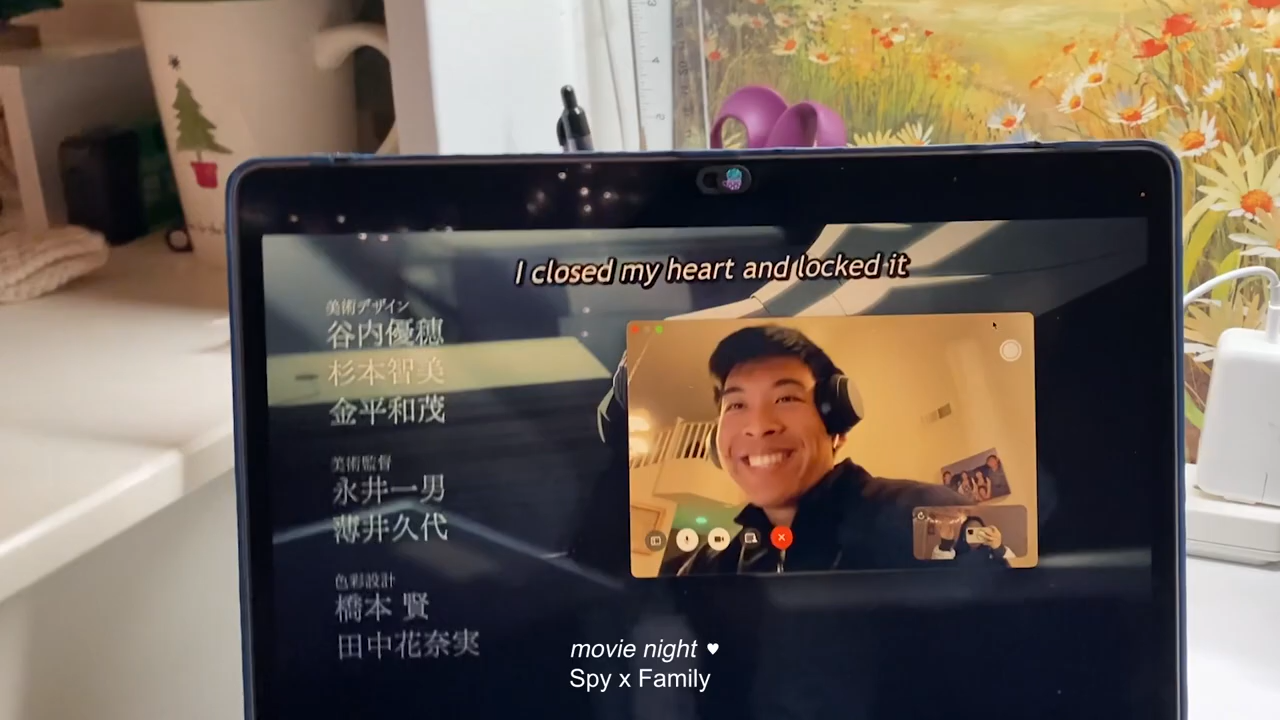 I closed my heart and locked it
美術デザイン
谷内優穂
杉本智美
金平和茂
美術監督
永井一男
薄井久代
色彩設計
橋本 賢
田中花奈実
movie night ♥
Spy x Family
3
4